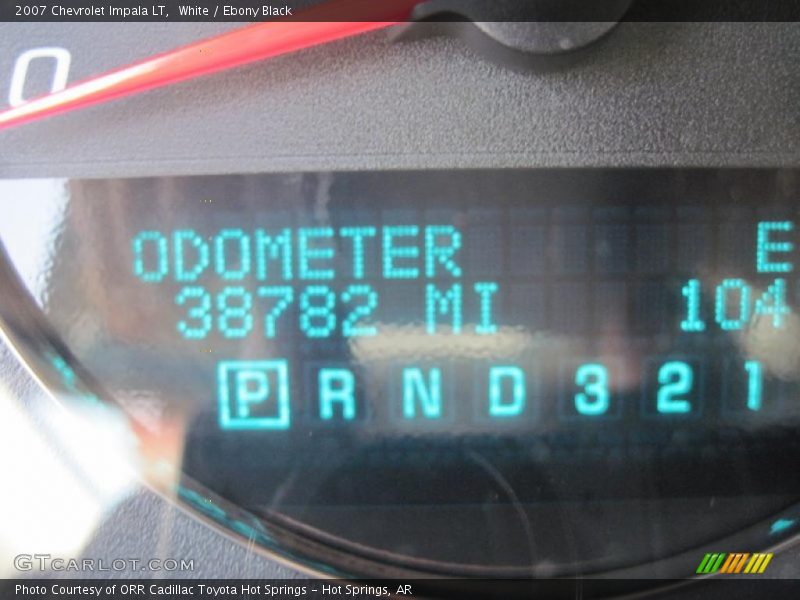 2007 Chevrolet Impala LT,  White / Ebony Black
0
ODOMETER E
38782 MI 104
P R N D 3 2 1
GTCARLOT.COM
Photo Courtesy of ORR Cadillac Toyota Hot Springs – Hot Springs, AR